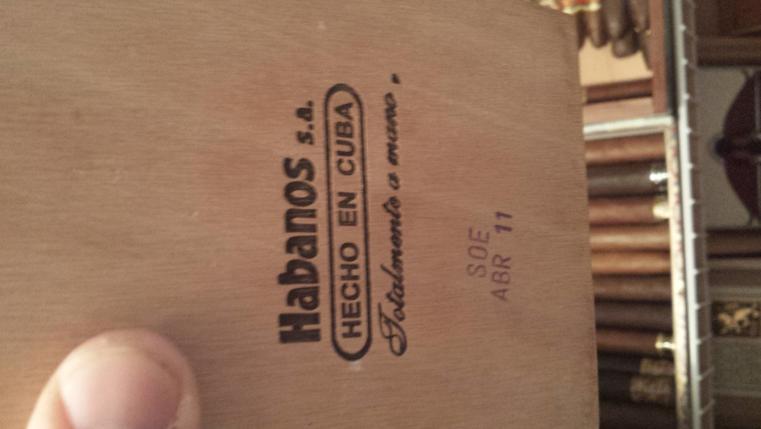 Habanos s.a.
HECHO EN CUBA
Totalmente a mano.
SOE
ABR 11